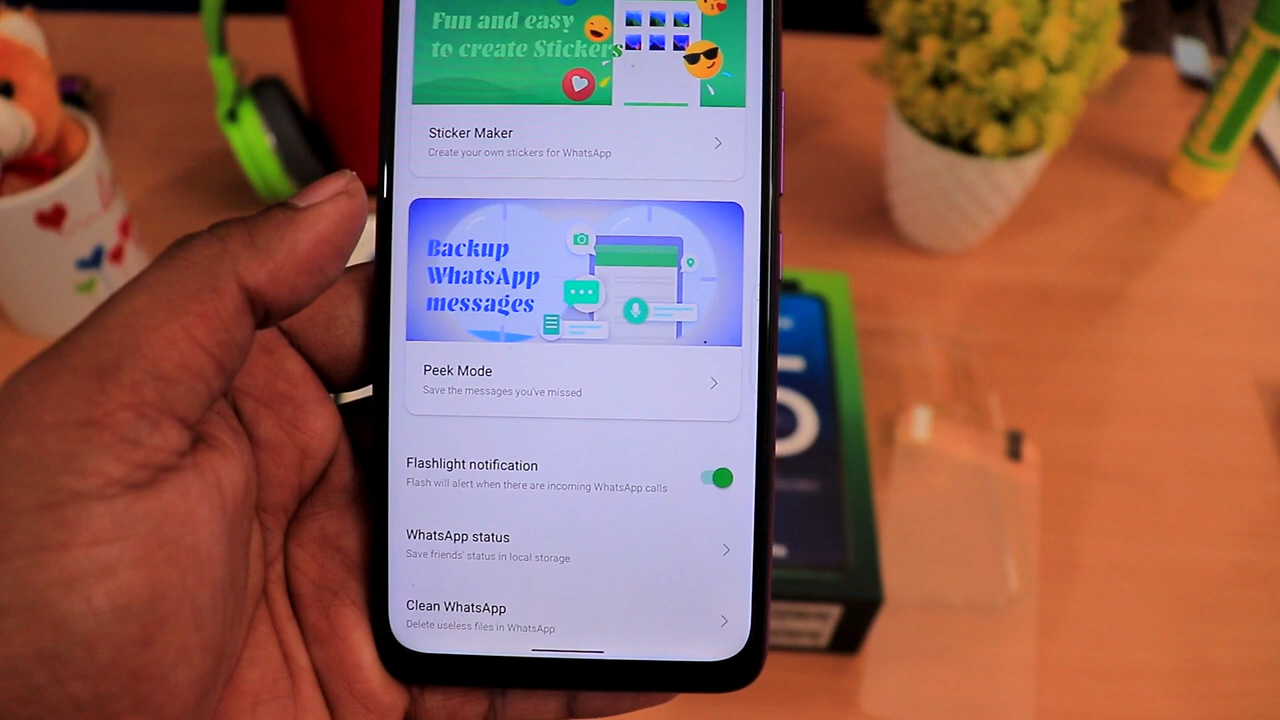 Fun and easy
to create Stickers
Sticker Maker
Create your own stickers for WhatsApp
Backup
WhatsApp
messages
Peek Mode
Save the messages you've missed
Flashlight notification
Flash will alert when there are incoming WhatsApp calls
WhatsApp status
Save friends' status in local storage
Clean WhatsApp
Delete useless files in WhatsApp
5